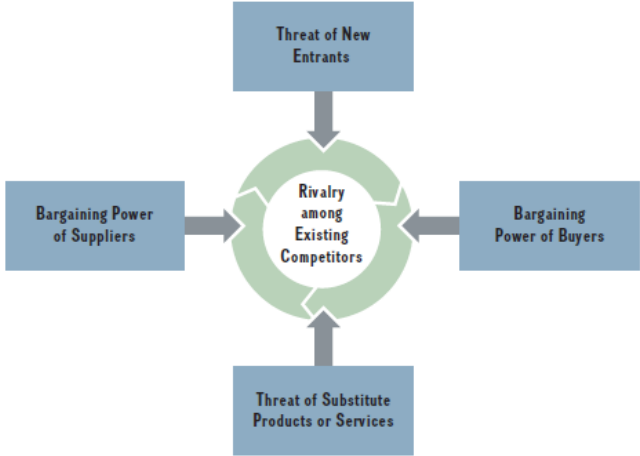 Threat of New
Entrants
Bargaining Power
of Suppliers
Rivalry
among
Existing
Competitors
Bargaining
Power of Buyers
Threat of Substitute
Products or Services